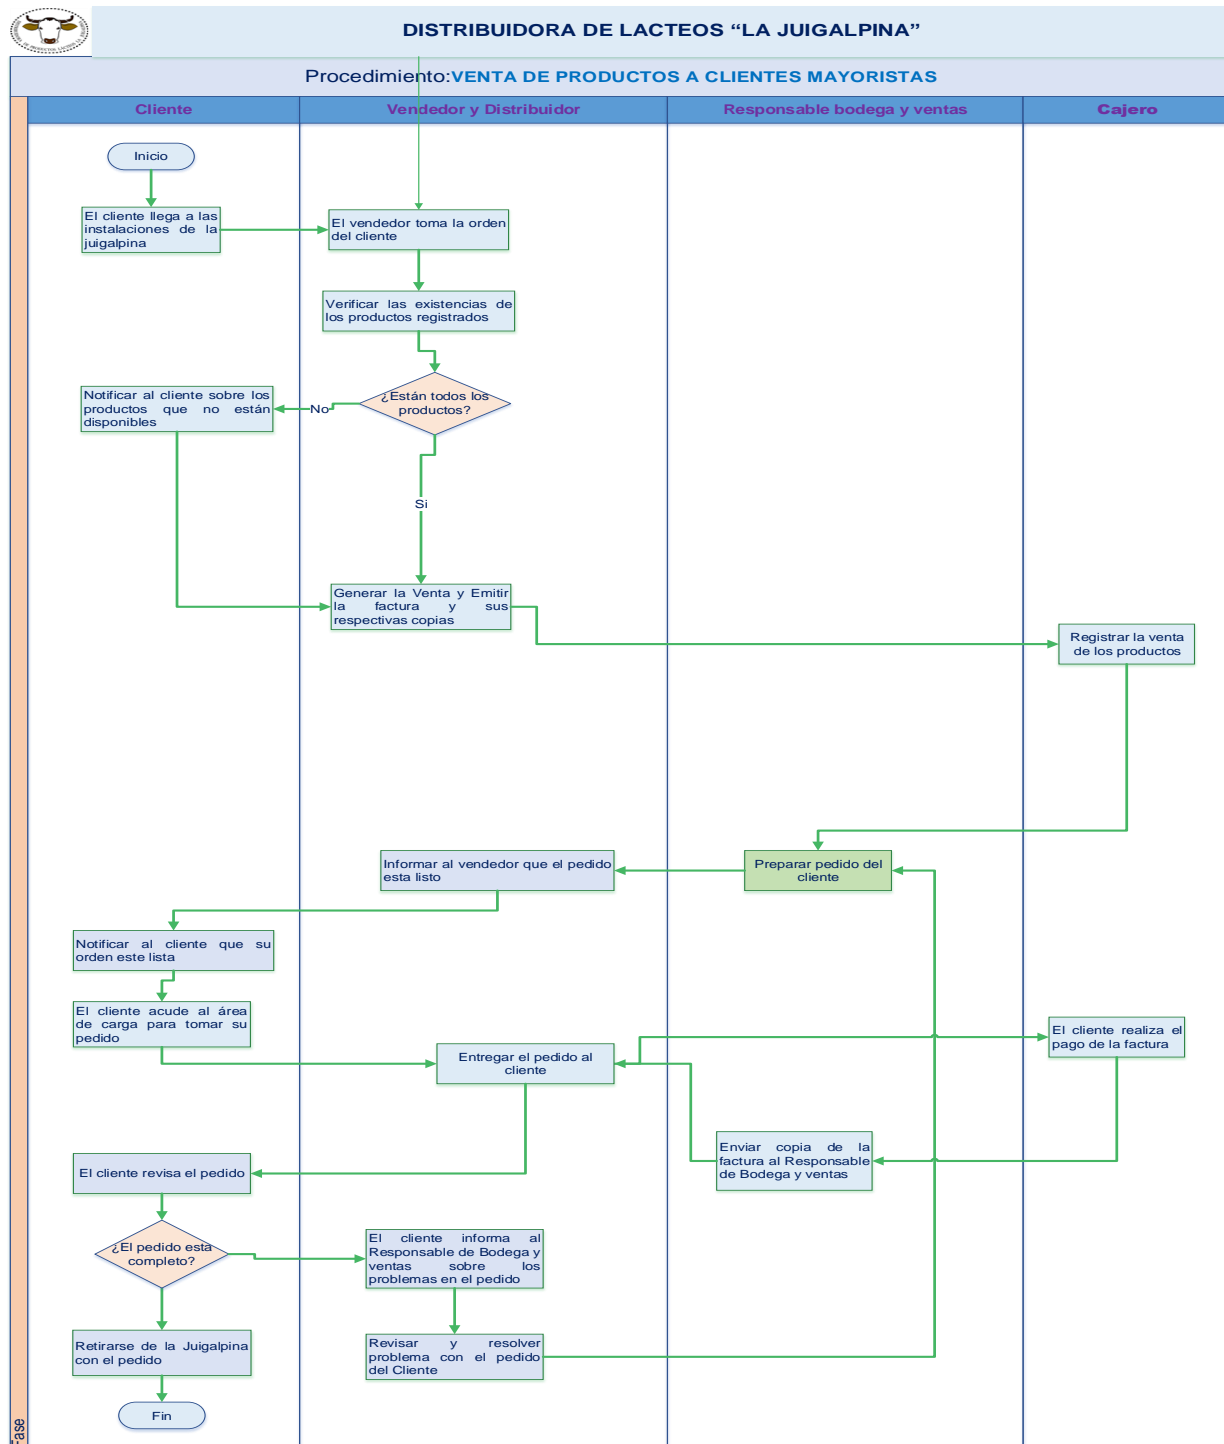 DISTRIBUIDORA DE LACTEOS “LA JUIGALPINA”
Procedimiento:VENTA DE PRODUCTOS A CLIENTES MAYORISTAS
Cliente
Vendedor y Distribuidor
Responsable bodega y ventas
Cajero
Inicio
El cliente llega a las
instalaciones de la
juigalpina
El vendedor toma la orden
del cliente
Verificar las existencias de
los productos registrados
¿Están todos los
productos?
No
Notificar al cliente sobre los
productos que no están
disponibles
Si
Generar la Venta y Emitir
la factura y sus
respectivas copias
Registrar la venta
de los productos
Preparar pedido del
cliente
Informar al vendedor que el pedido
esta listo
Notificar al cliente que su
orden este lista
El cliente acude al área
de carga para tomar su
pedido
Entregar el pedido al
cliente
El cliente realiza el
pago de la factura
Enviar copia de la
factura al Responsable
de Bodega y ventas
El cliente revisa el pedido
¿El pedido esta
completo?
El cliente informa al
Responsable de Bodega y
ventas sobre los
problemas en el pedido
Revisar y resolver
problema con el pedido
del Cliente
Retirarse de la Juigalpina
con el pedido
Fín
Fase